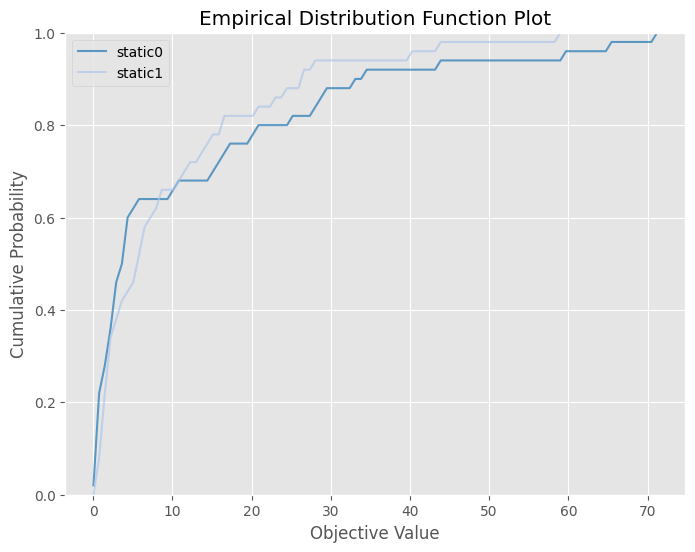 Empirical Distribution Function Plot
static0
static1
Cumulative Probability
1.0
0.8
0.6
0.4
0.2
0.0
0 10 20 30 40 50 60 70
Objective Value